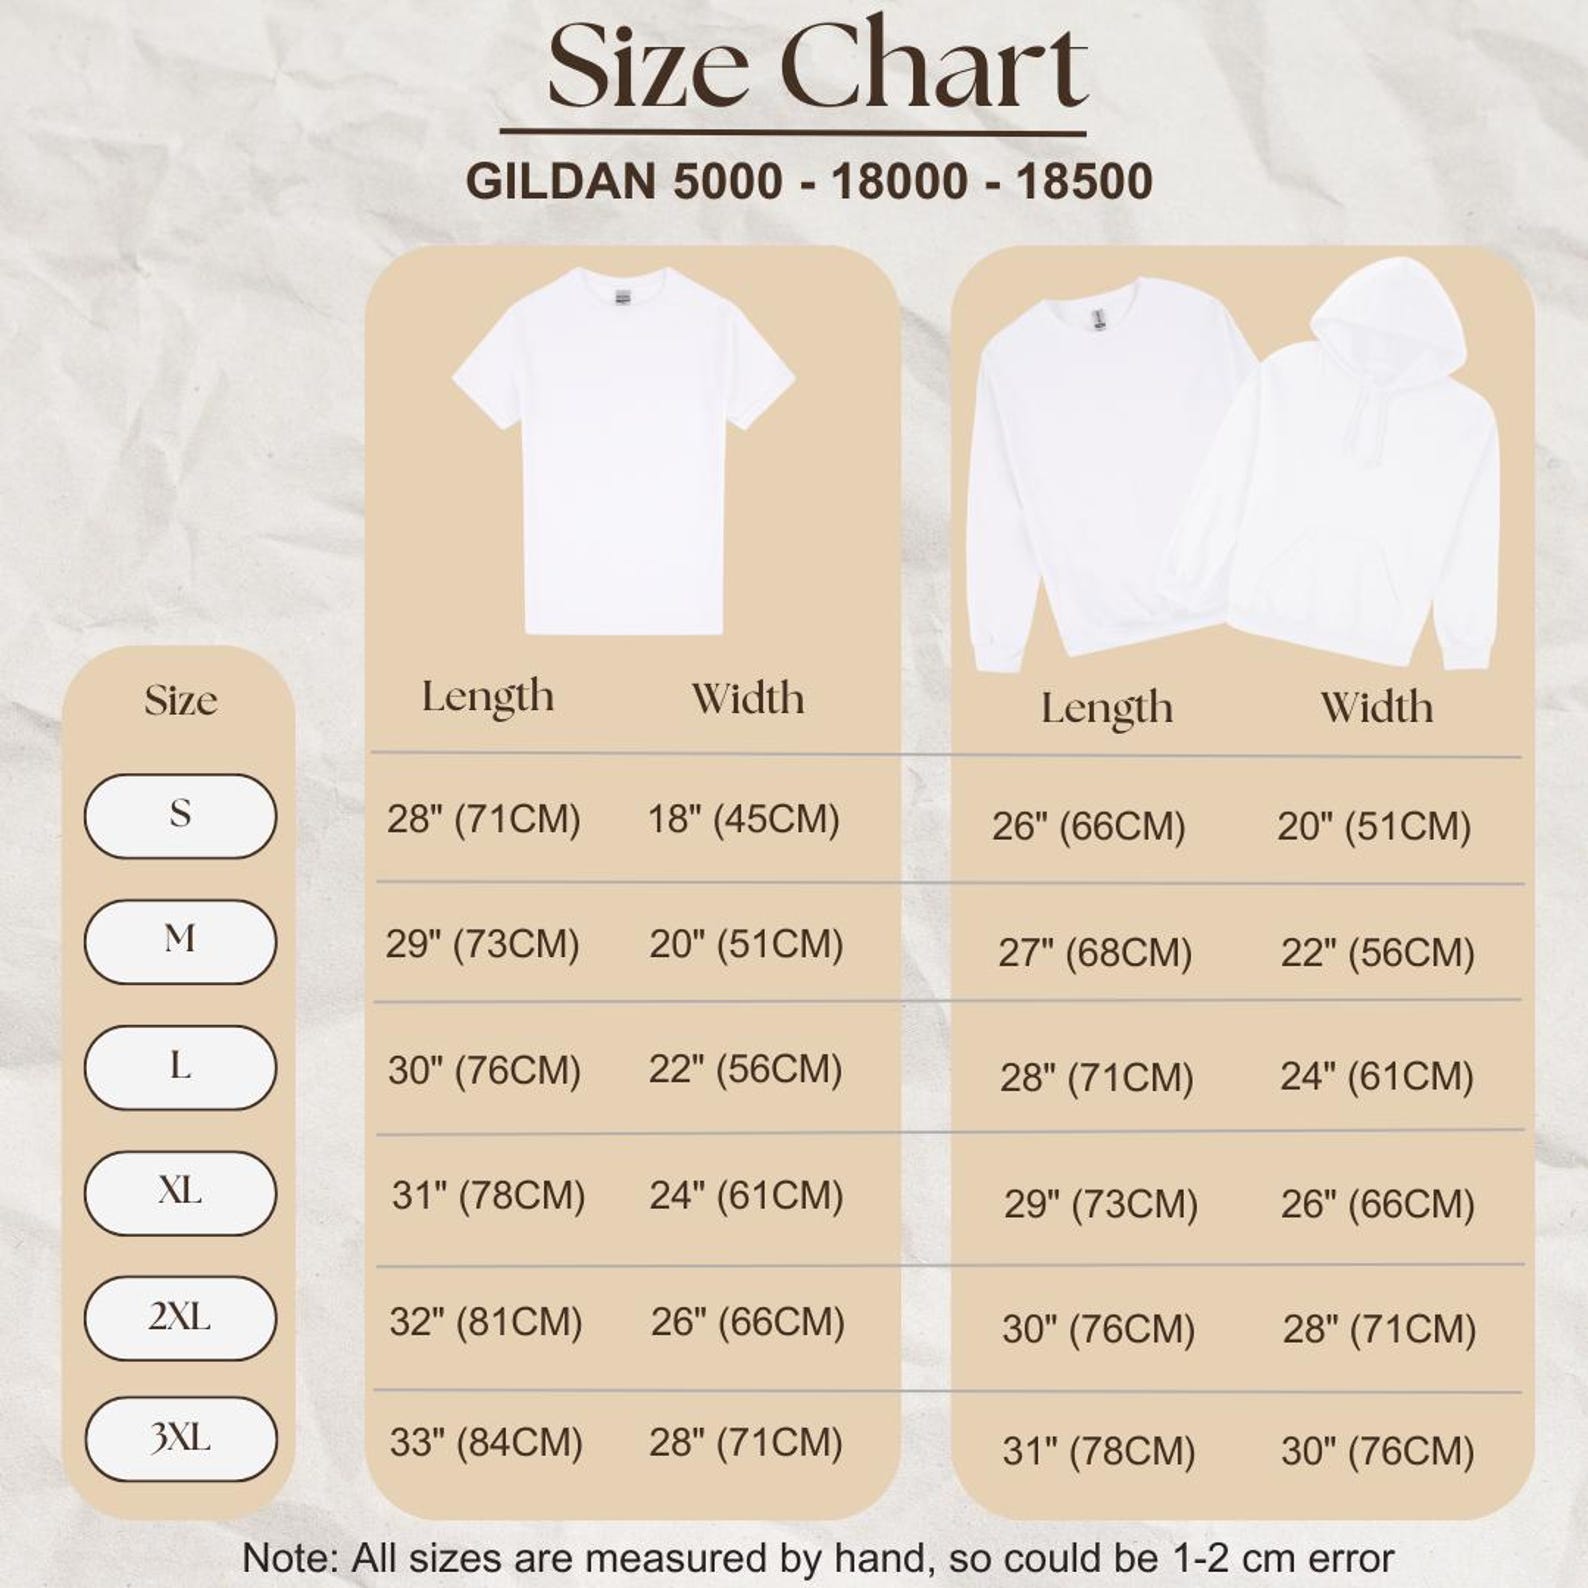 Size Chart
GILDAN 5000 - 18000 - 18500
Size
Length Width Length Width
S 28" (71CM) 18" (45CM) 26" (66CM) 20" (51CM)
M 29" (73CM) 20" (51CM) 27" (68CM) 22" (56CM)
L 30" (76CM) 22" (56CM) 28" (71CM) 24" (61CM)
XL 31" (78CM) 24" (61CM) 29" (73CM) 26" (66CM)
2XL 32" (81CM) 26" (66CM) 30" (76CM) 28" (71CM)
3XL 33" (84CM) 28" (71CM) 31" (78CM) 30" (76CM)
Note: All sizes are measured by hand, so could be 1-2 cm error